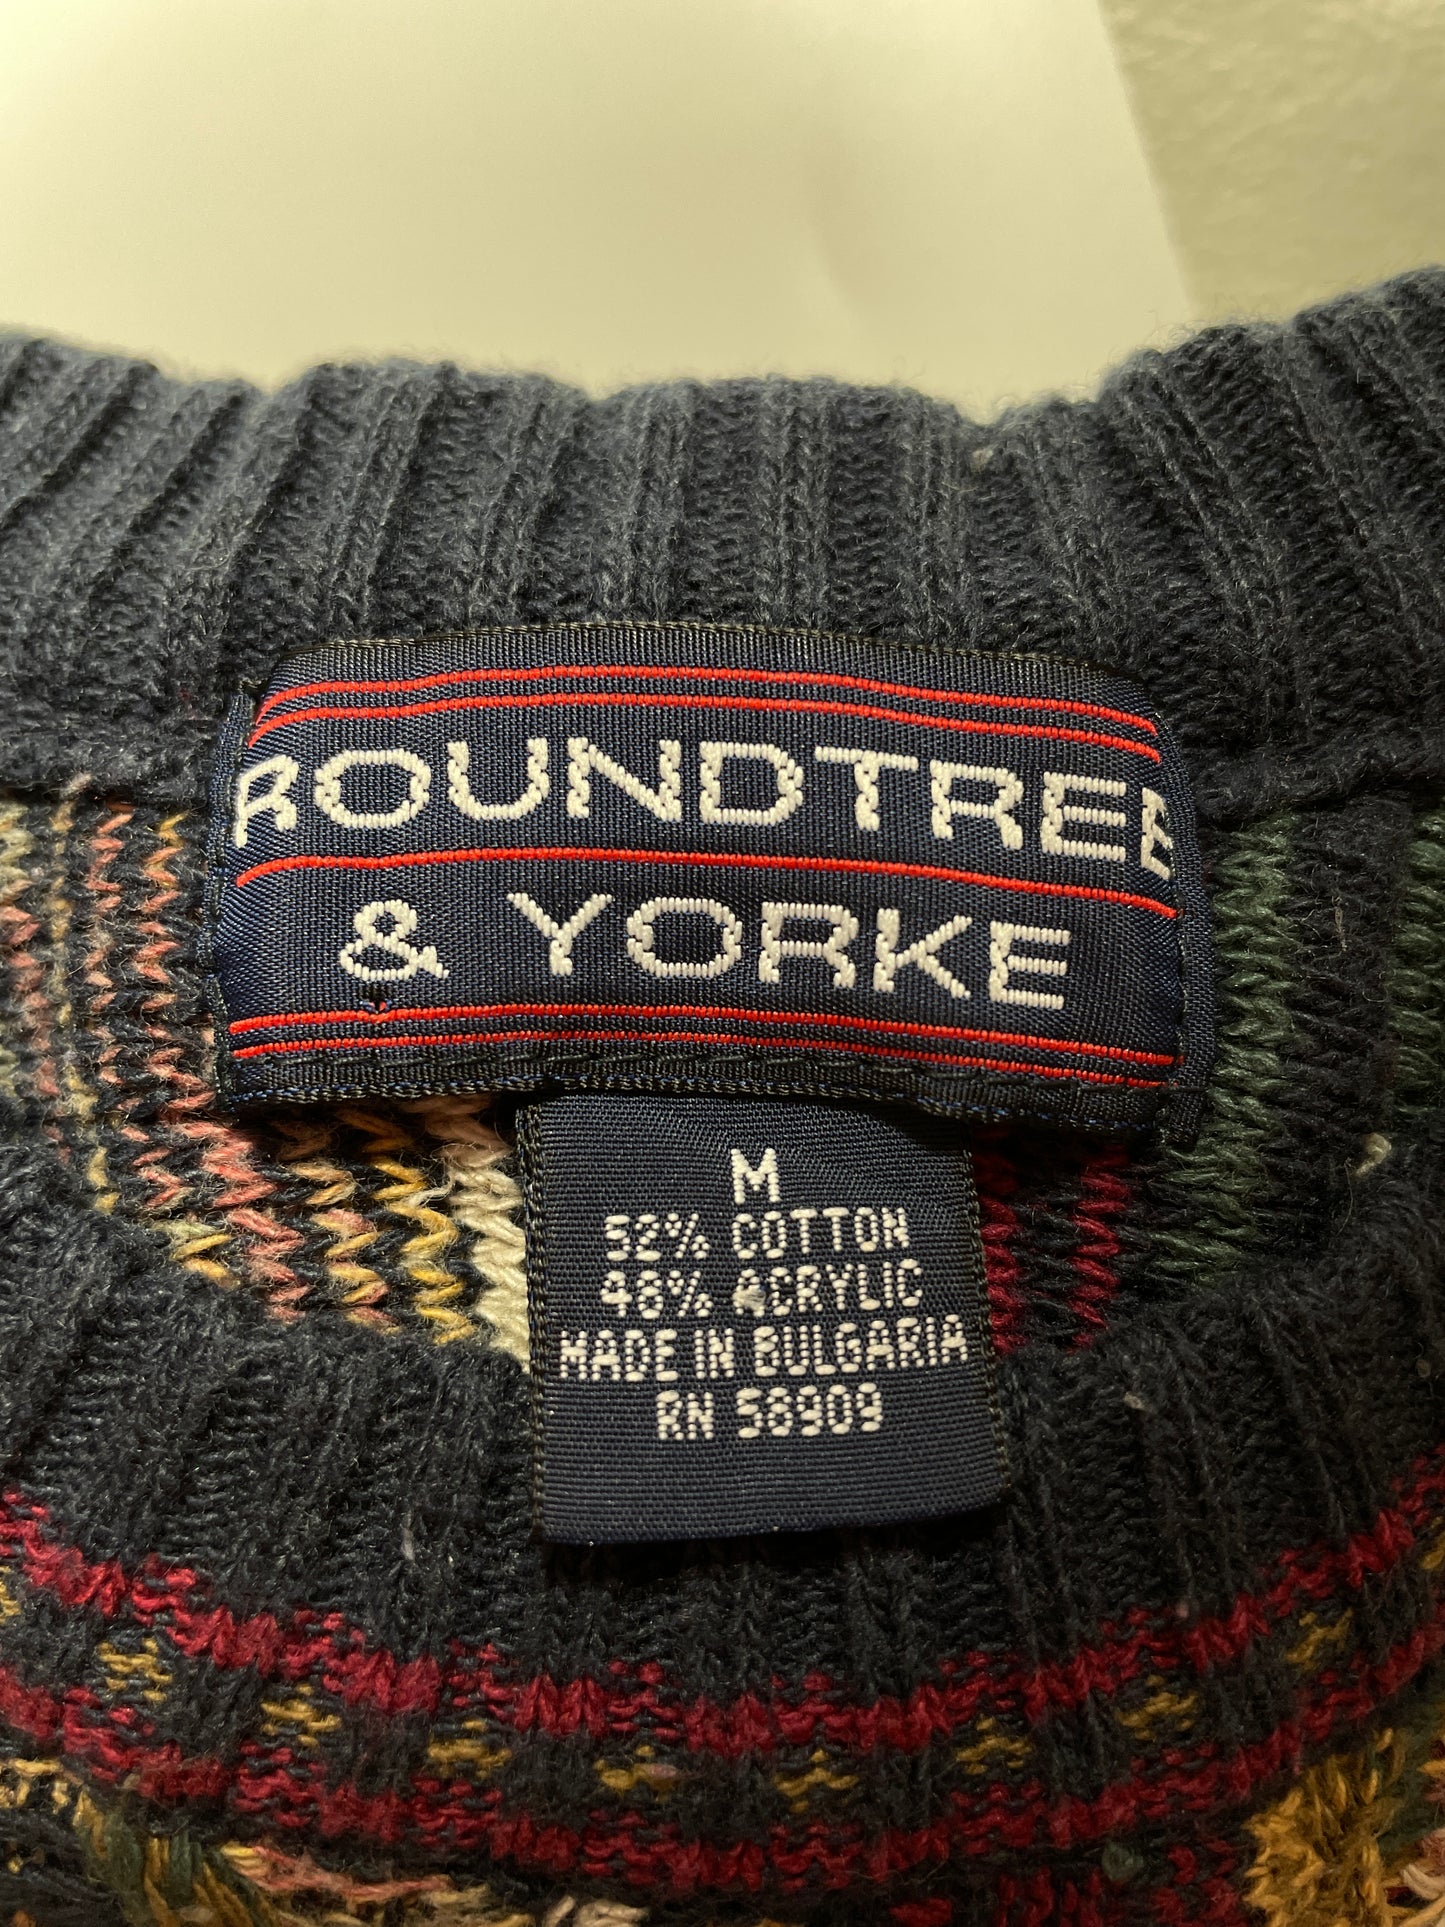 ROUNDTREE
& YORKE
M
52% COTTON
48% ACRYLIC
MADE IN BULGARIA
RN 58909